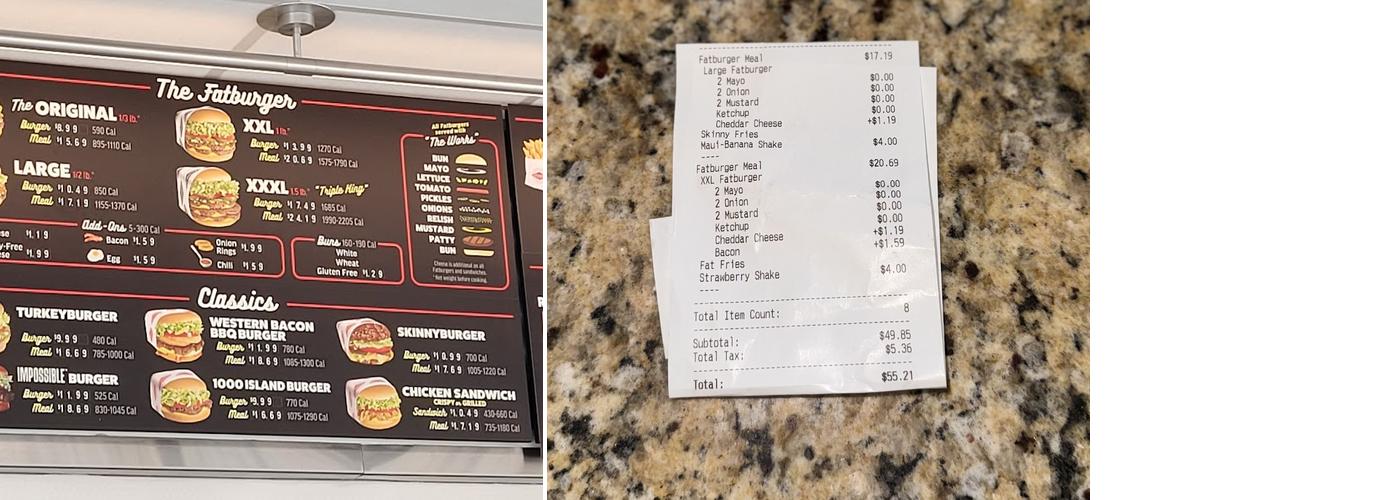 The Fatburger
The ORIGINAL 1/3 lb.*
Burger $8.99 590 Cal
Meal $15.69 895-1110 Cal
XXL 1 lb.*
Burger $13.99 1270 Cal
Meal $20.69 1575-1790 Cal
LARGE 1/2 lb.*
Burger $10.49 850 Cal
Meal $17.19 1155-1370 Cal
XXXL 1.5 lb.* "Triple King"
Burger $17.49 1685 Cal
Meal $24.19 1990-2205 Cal
All Fatburgers
served with
"The Works"
BUN
MAYO
LETTUCE
TOMATO
PICKLES
ONIONS
RELISH
MUSTARD
PATTY
BUN
Cheese is additional on all
Fatburgers and sandwiches.
*Net weight before cooking.
Add-Ons 5-300 Cal
$1.19
$1.99
Bacon $1.59
Egg $1.59
Onion
Rings $1.99
Chili $1.59
Buns 160-190 Cal
White
Wheat
Gluten Free $1.29
Classics
TURKEYBURGER
Burger $9.99 480 Cal
Meal $16.69 785-1000 Cal
WESTERN BACON
BBQ BURGER
Burger $11.99 780 Cal
Meal $18.69 1085-1300 Cal
SKINNYBURGER
Burger $10.99 700 Cal
Meal $17.69 1005-1220 Cal
IMPOSSIBLE BURGER
Burger $11.99 525 Cal
Meal $18.69 830-1045 Cal
1000 ISLAND BURGER
Burger $9.99 770 Cal
Meal $16.69 1075-1290 Cal
CHICKEN SANDWICH
CRISPY or GRILLED
Sandwich $10.49 430-660 Cal
Meal $17.19 735-1180 Cal
Fatburger Meal $17.19
Large Fatburger
2 Mayo $0.00
2 Onion $0.00
2 Mustard $0.00
Ketchup $0.00
Cheddar Cheese +$1.19
Skinny Fries
Maui-Banana Shake $4.00
----
Fatburger Meal $20.69
XXL Fatburger
2 Mayo $0.00
2 Onion $0.00
2 Mustard $0.00
Ketchup $0.00
Cheddar Cheese +$1.19
Bacon +$1.59
Fat Fries
Strawberry Shake $4.00
----
Total Item Count: 8
Subtotal: $49.85
Total Tax: $5.36
Total: $55.21